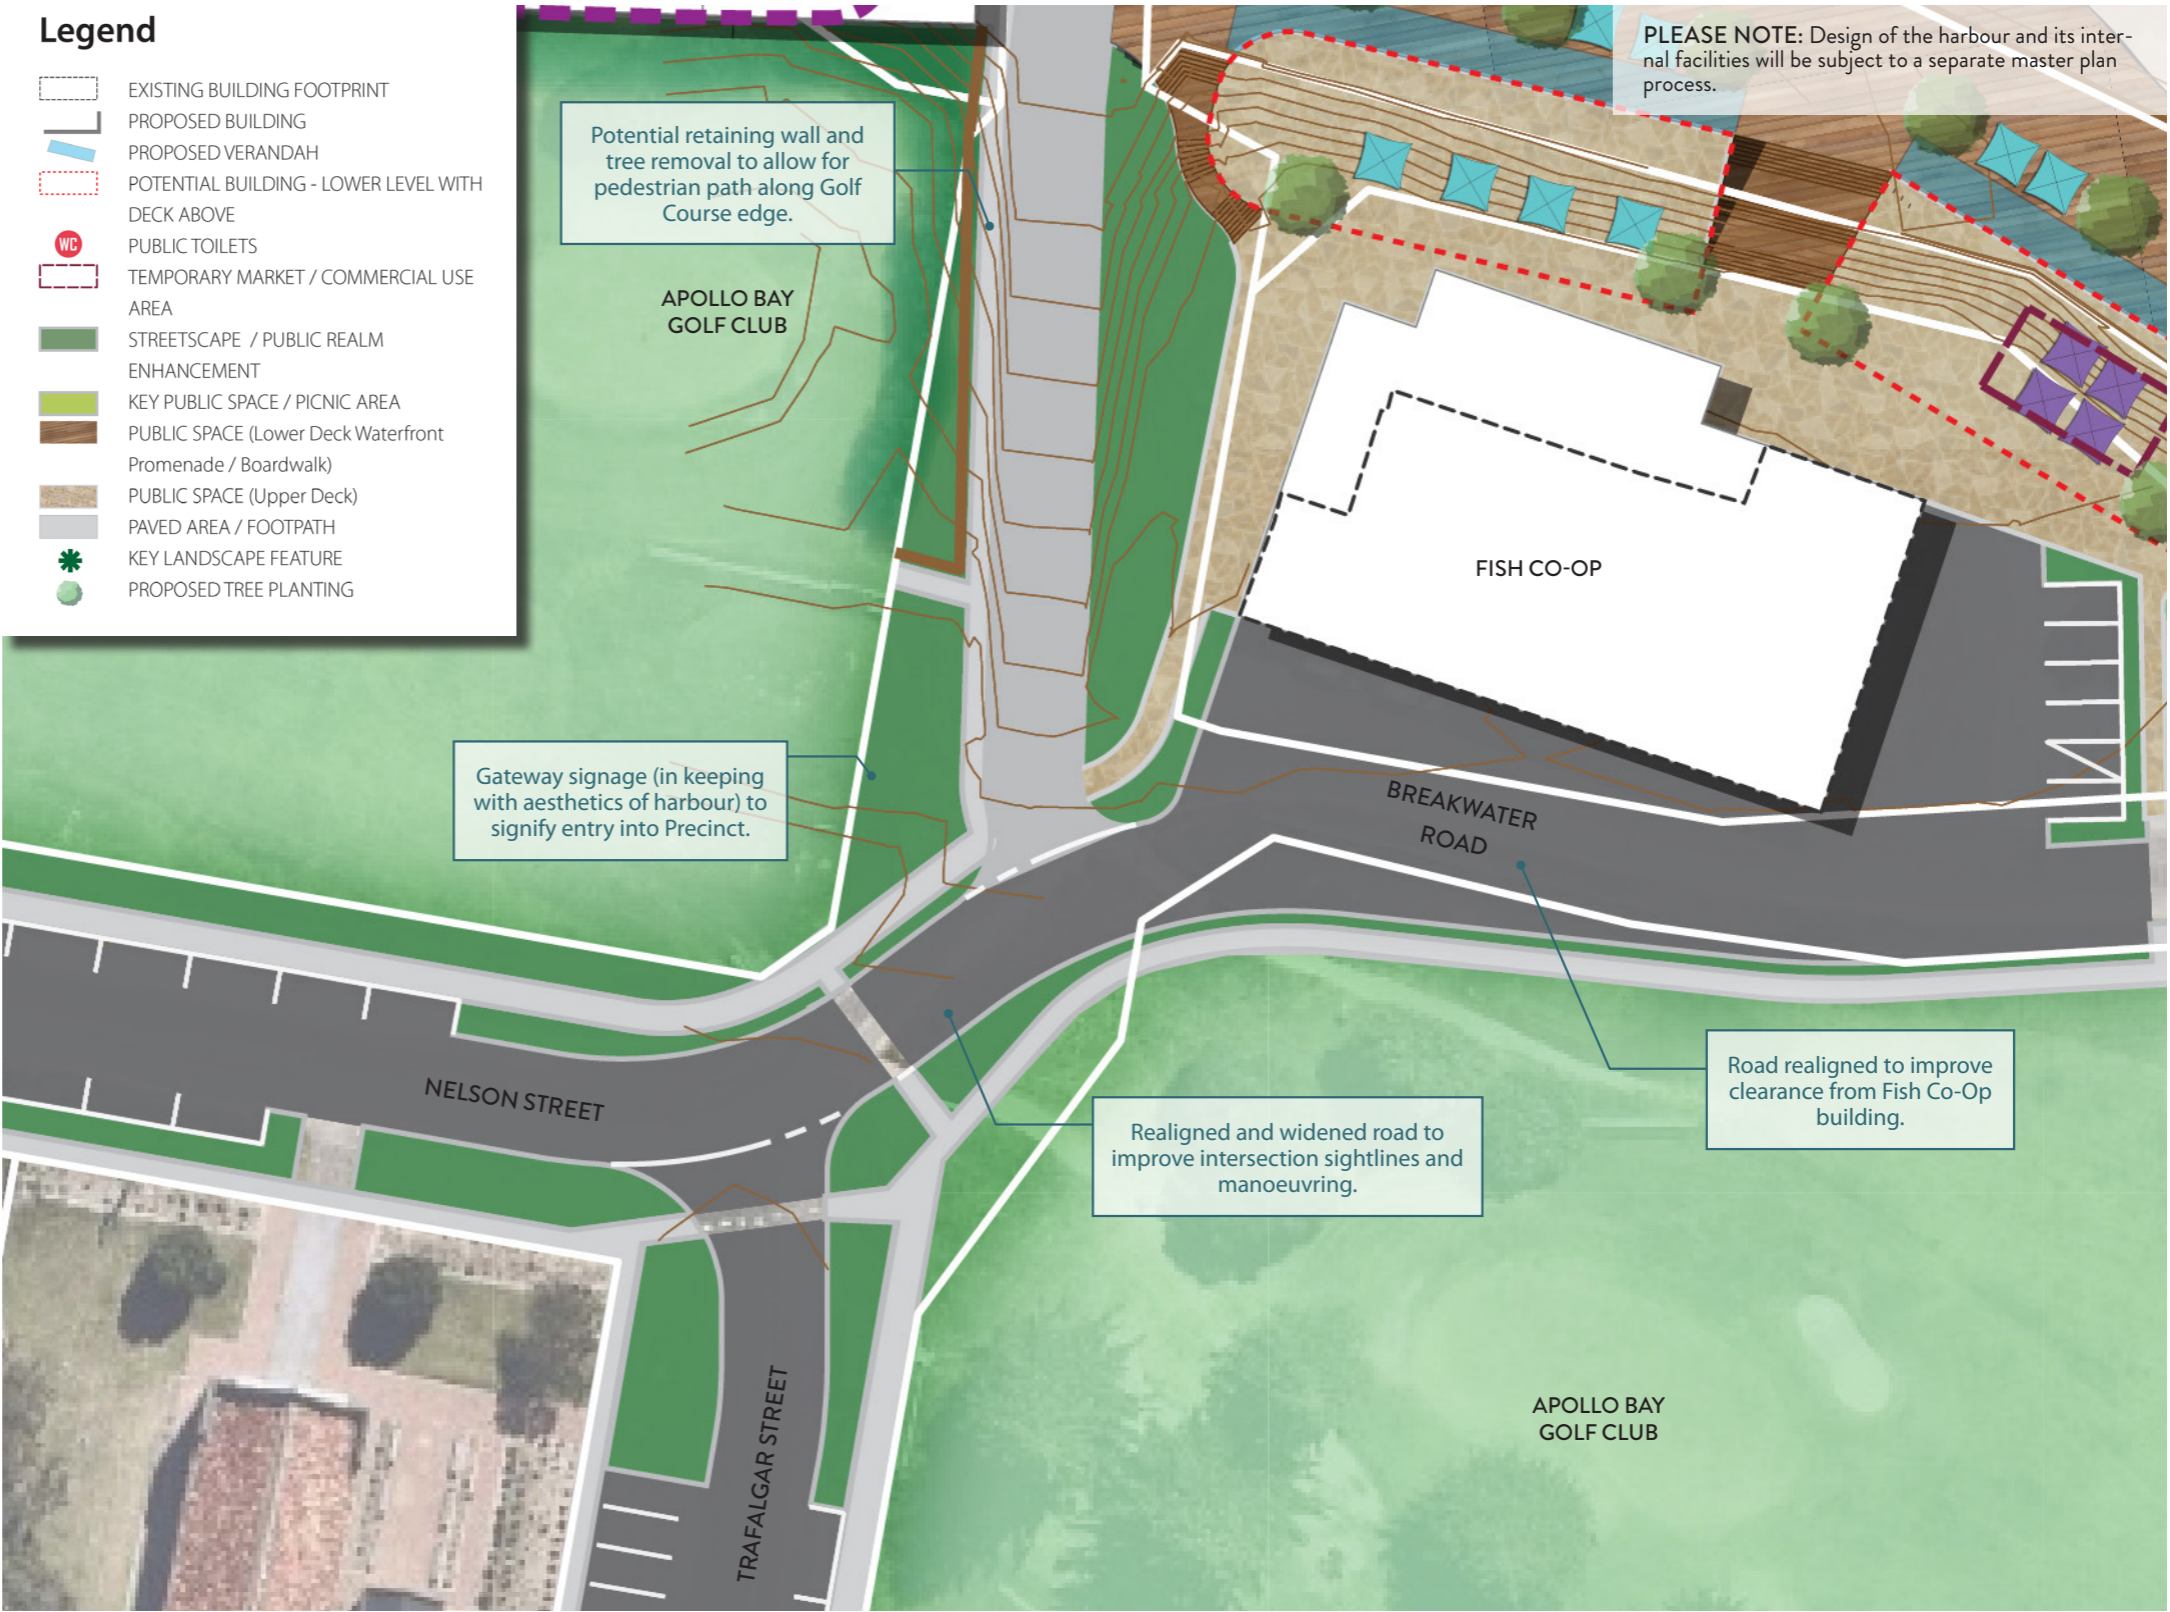 Legend
EXISTING BUILDING FOOTPRINT
PROPOSED BUILDING
PROPOSED VERANDAH
POTENTIAL BUILDING - LOWER LEVEL WITH
DECK ABOVE
WC
PUBLIC TOILETS
TEMPORARY MARKET / COMMERCIAL USE
AREA
STREETSCAPE / PUBLIC REALM
ENHANCEMENT
KEY PUBLIC SPACE / PICNIC AREA
PUBLIC SPACE (Lower Deck Waterfront
Promenade / Boardwalk)
PUBLIC SPACE (Upper Deck)
PAVED AREA / FOOTPATH
KEY LANDSCAPE FEATURE
PROPOSED TREE PLANTING
PLEASE NOTE: Design of the harbour and its inter-
nal facilities will be subject to a separate master plan
process.
Potential retaining wall and
tree removal to allow for
pedestrian path along Golf
Course edge.
APOLLO BAY
GOLF CLUB
FISH CO-OP
Gateway signage (in keeping
with aesthetics of harbour) to
signify entry into Precinct.
BREAKWATER
ROAD
NELSON STREET
Road realigned to improve
clearance from Fish Co-Op
building.
Realigned and widened road to
improve intersection sightlines and
manoeuvring.
TRAFALGAR STREET
APOLLO BAY
GOLF CLUB